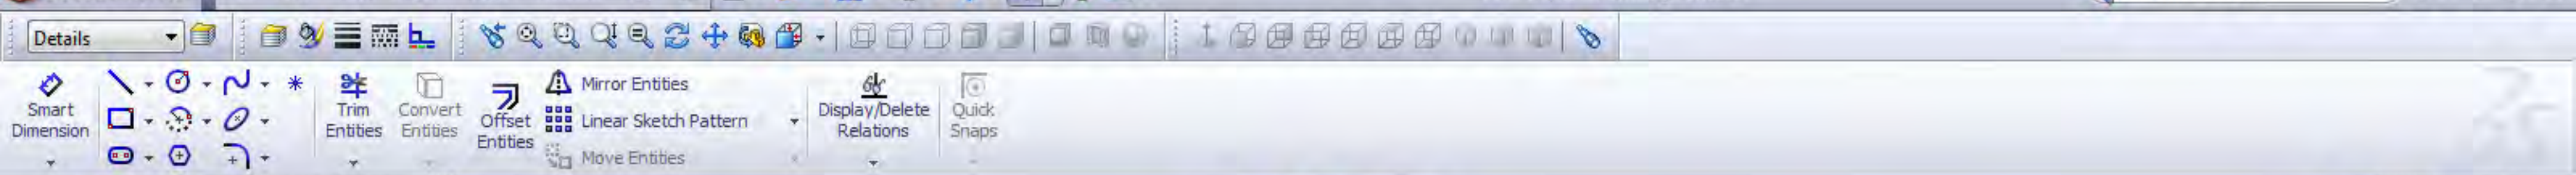 Details
Smart Dimension
Trim Entities
Convert Entities
Offset Entities
Mirror Entities
Linear Sketch Pattern
Move Entities
Display/Delete Relations
Quick Snaps